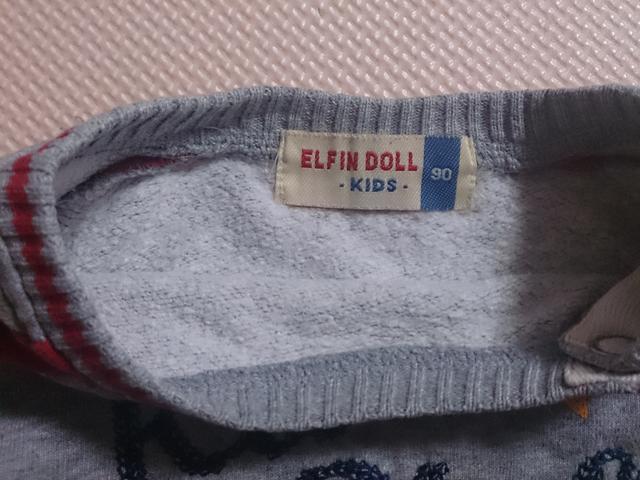 ELFIN DOLL
- KIDS -
90